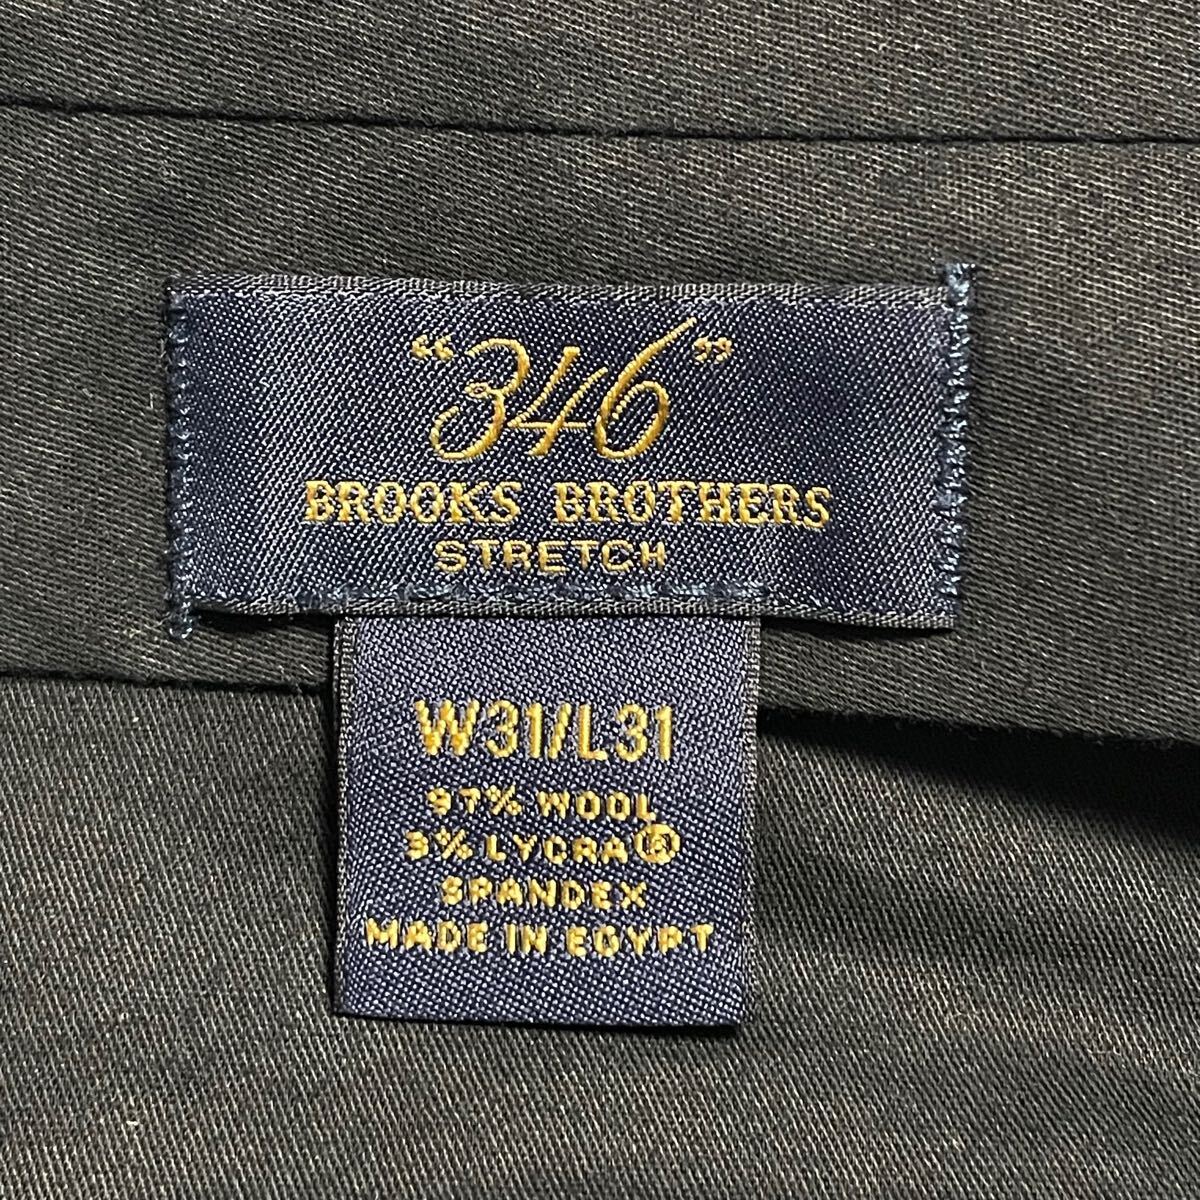 “346”
BROOKS BROTHERS
STRETCH
W31/L31
97% WOOL
3% LYCRA®
SPANDEX
MADE IN EGYPT